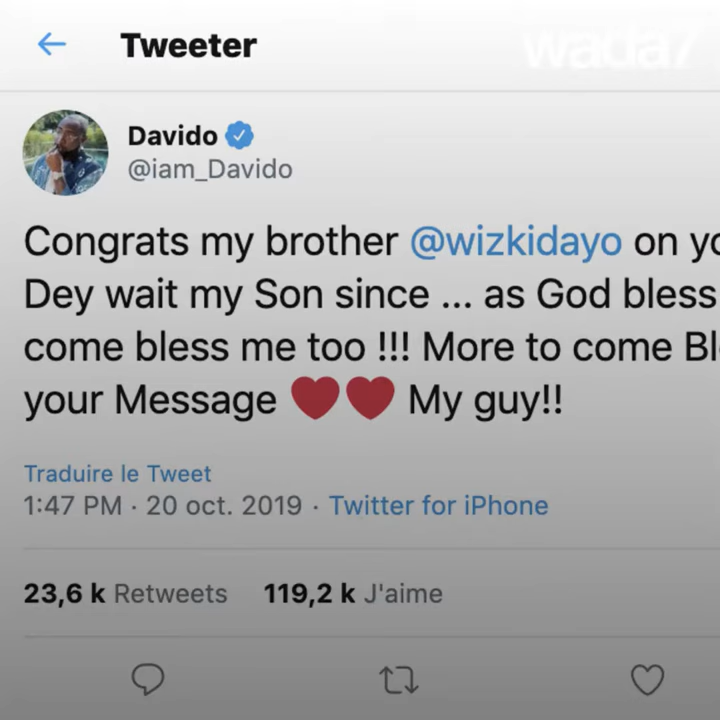 Tweeter
wada7
Davido
@iam_Davido
Congrats my brother @wizkidayo on
Dey wait my Son since ... as God bless
come bless me too !!! More to come
your Message ❤❤ My guy!!
Traduire le Tweet
1:47 PM · 20 oct. 2019 · Twitter for iPhone
23,6 k Retweets 119,2 k J'aime